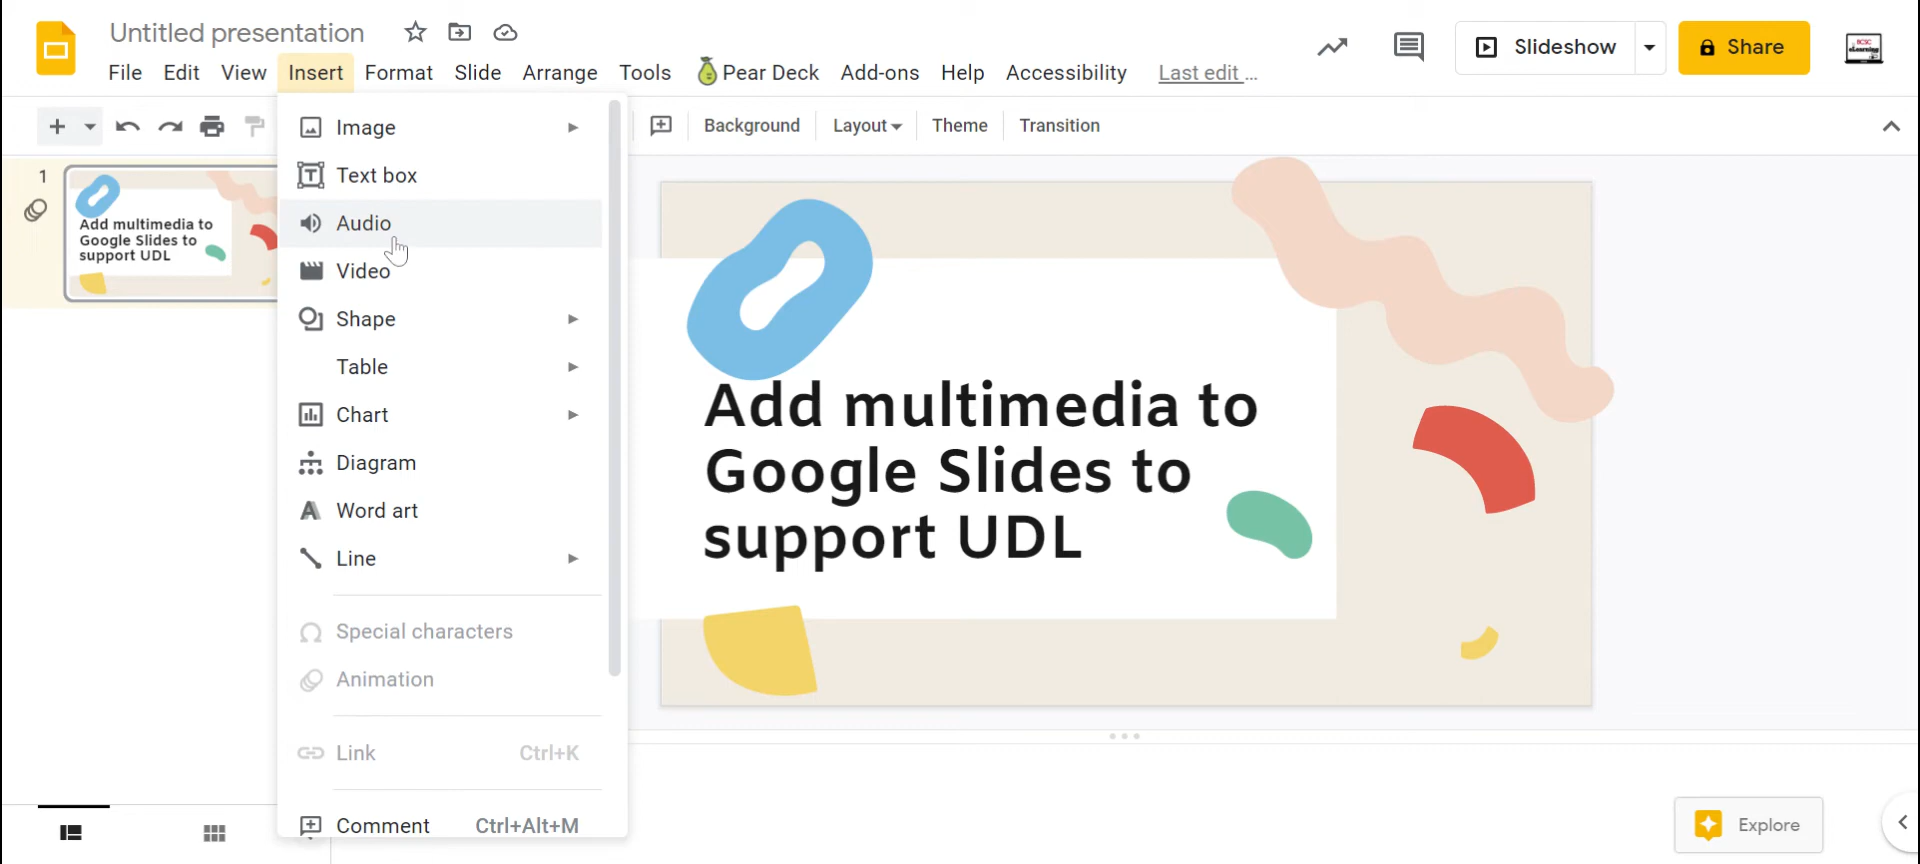 Untitled presentation
File Edit View Insert Format Slide Arrange Tools Pear Deck Add-ons Help Accessibility Last edit ...
Slideshow
Share
Background Layout Theme Transition
Image
Text box
Audio
Video
Shape
Table
Chart
Diagram
Word art
Line
Special characters
Animation
Link Ctrl+K
Comment Ctrl+Alt+M
1
Add multimedia to
Google Slides to
support UDL
Add multimedia to
Google Slides to
support UDL
Explore
BCSC
eLearning